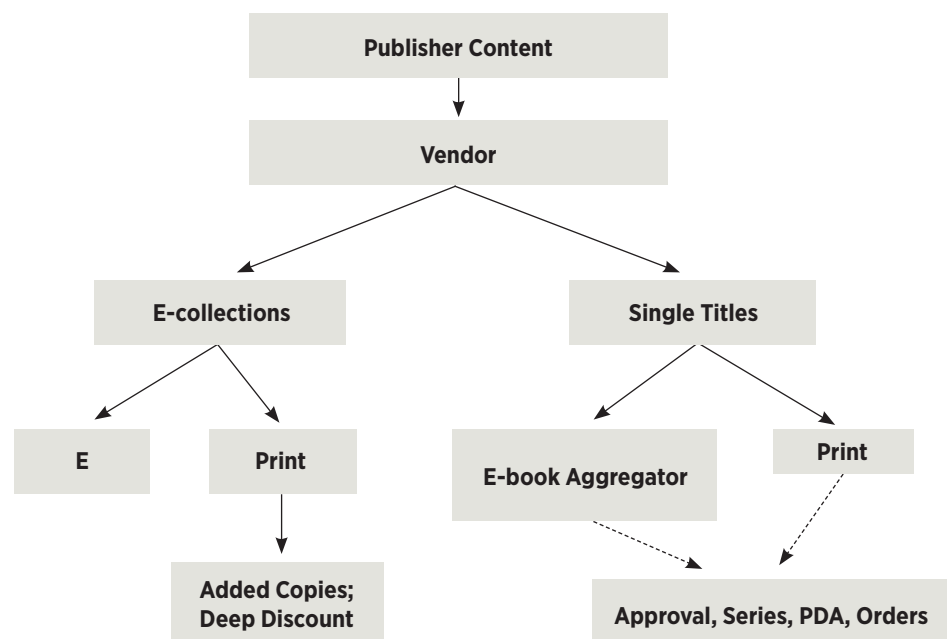 Publisher Content
Vendor
E-collections
Single Titles
E
Print
E-book Aggregator
Print
Added Copies;
Deep Discount
Approval, Series, PDA, Orders